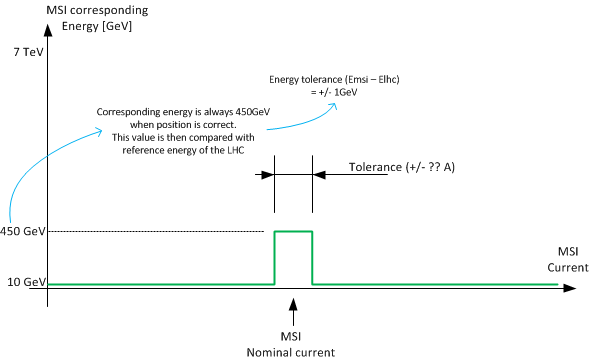 MSI corresponding
Energy [GeV]
7 TeV
Energy tolerance (Emsi – Elhc)
= +/- 1GeV
Corresponding energy is always 450GeV
when position is correct.
This value is then compared with
reference energy of the LHC
Tolerance (+/- ?? A)
450 GeV
MSI
Current
10 GeV
MSI
Nominal current